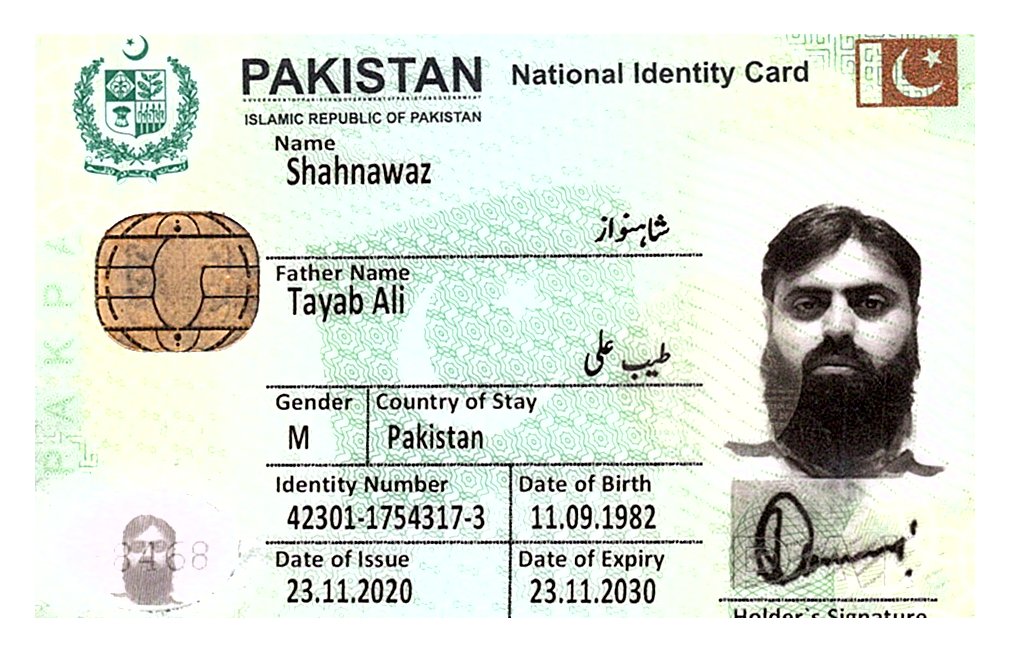 PAKISTAN National Identity Card
ISLAMIC REPUBLIC OF PAKISTAN
Name
Shahnawaz
شاہنواز
Father Name
Tayab Ali
طیب علی
Gender Country of Stay
M Pakistan
Identity Number Date of Birth
42301-1754317-3 11.09.1982
Date of Issue Date of Expiry
23.11.2020 23.11.2030
Holder's Signature